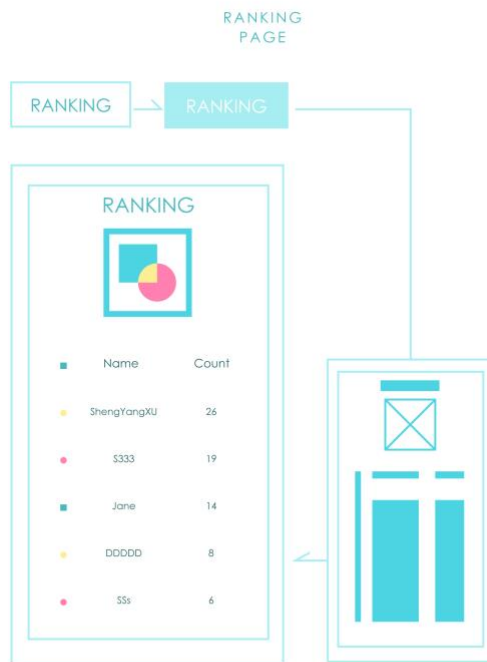 RANKING
PAGE
RANKING
RANKING
RANKING
Name Count
ShengYangXU 26
S333 19
Jane 14
DDDDD 8
SSs 6